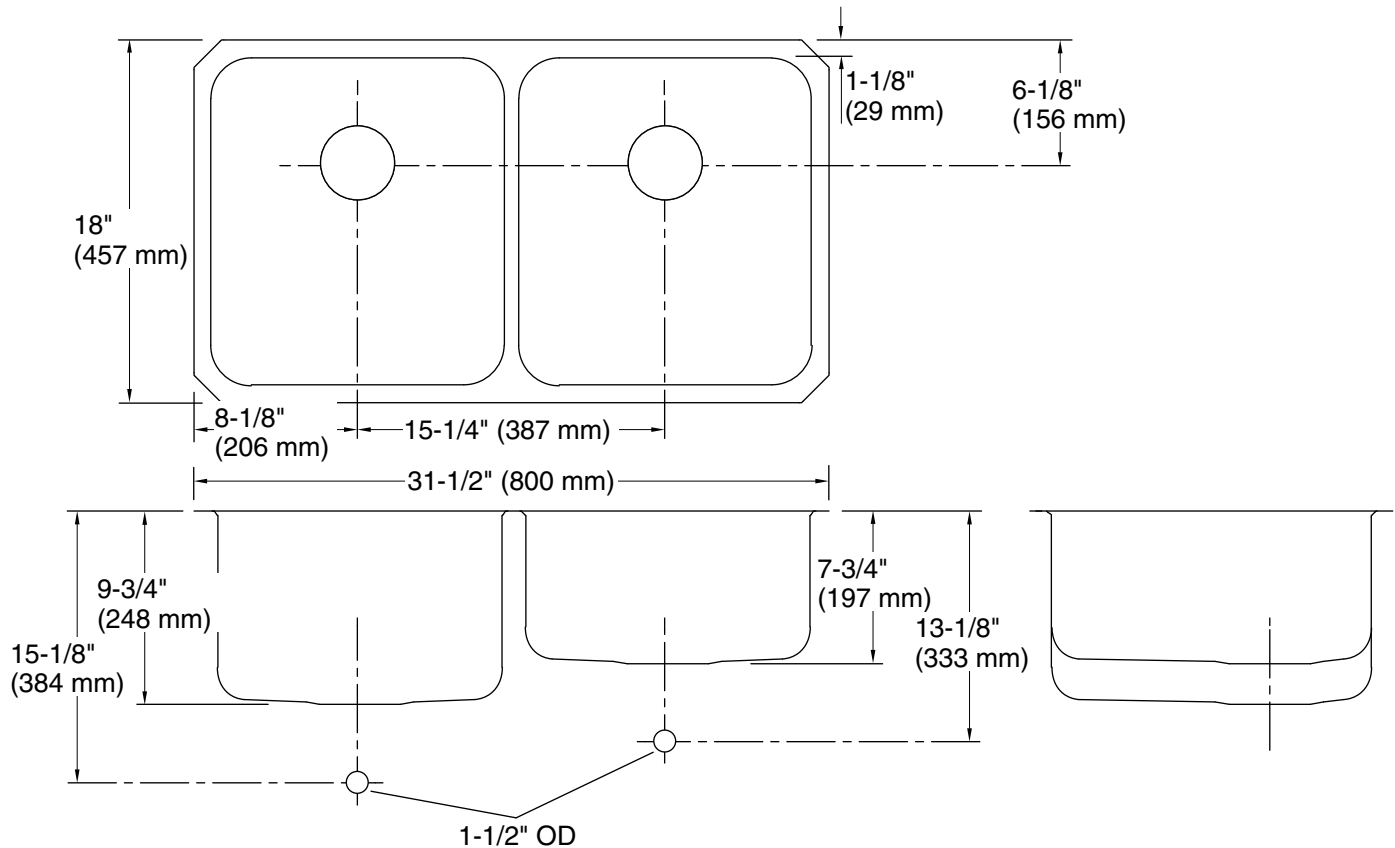 1-1/8"
(29 mm)
6-1/8"
(156 mm)
18"
(457 mm)
8-1/8"
(206 mm)
15-1/4" (387 mm)
31-1/2" (800 mm)
9-3/4"
(248 mm)
15-1/8"
(384 mm)
7-3/4"
(197 mm)
13-1/8"
(333 mm)
1-1/2" OD